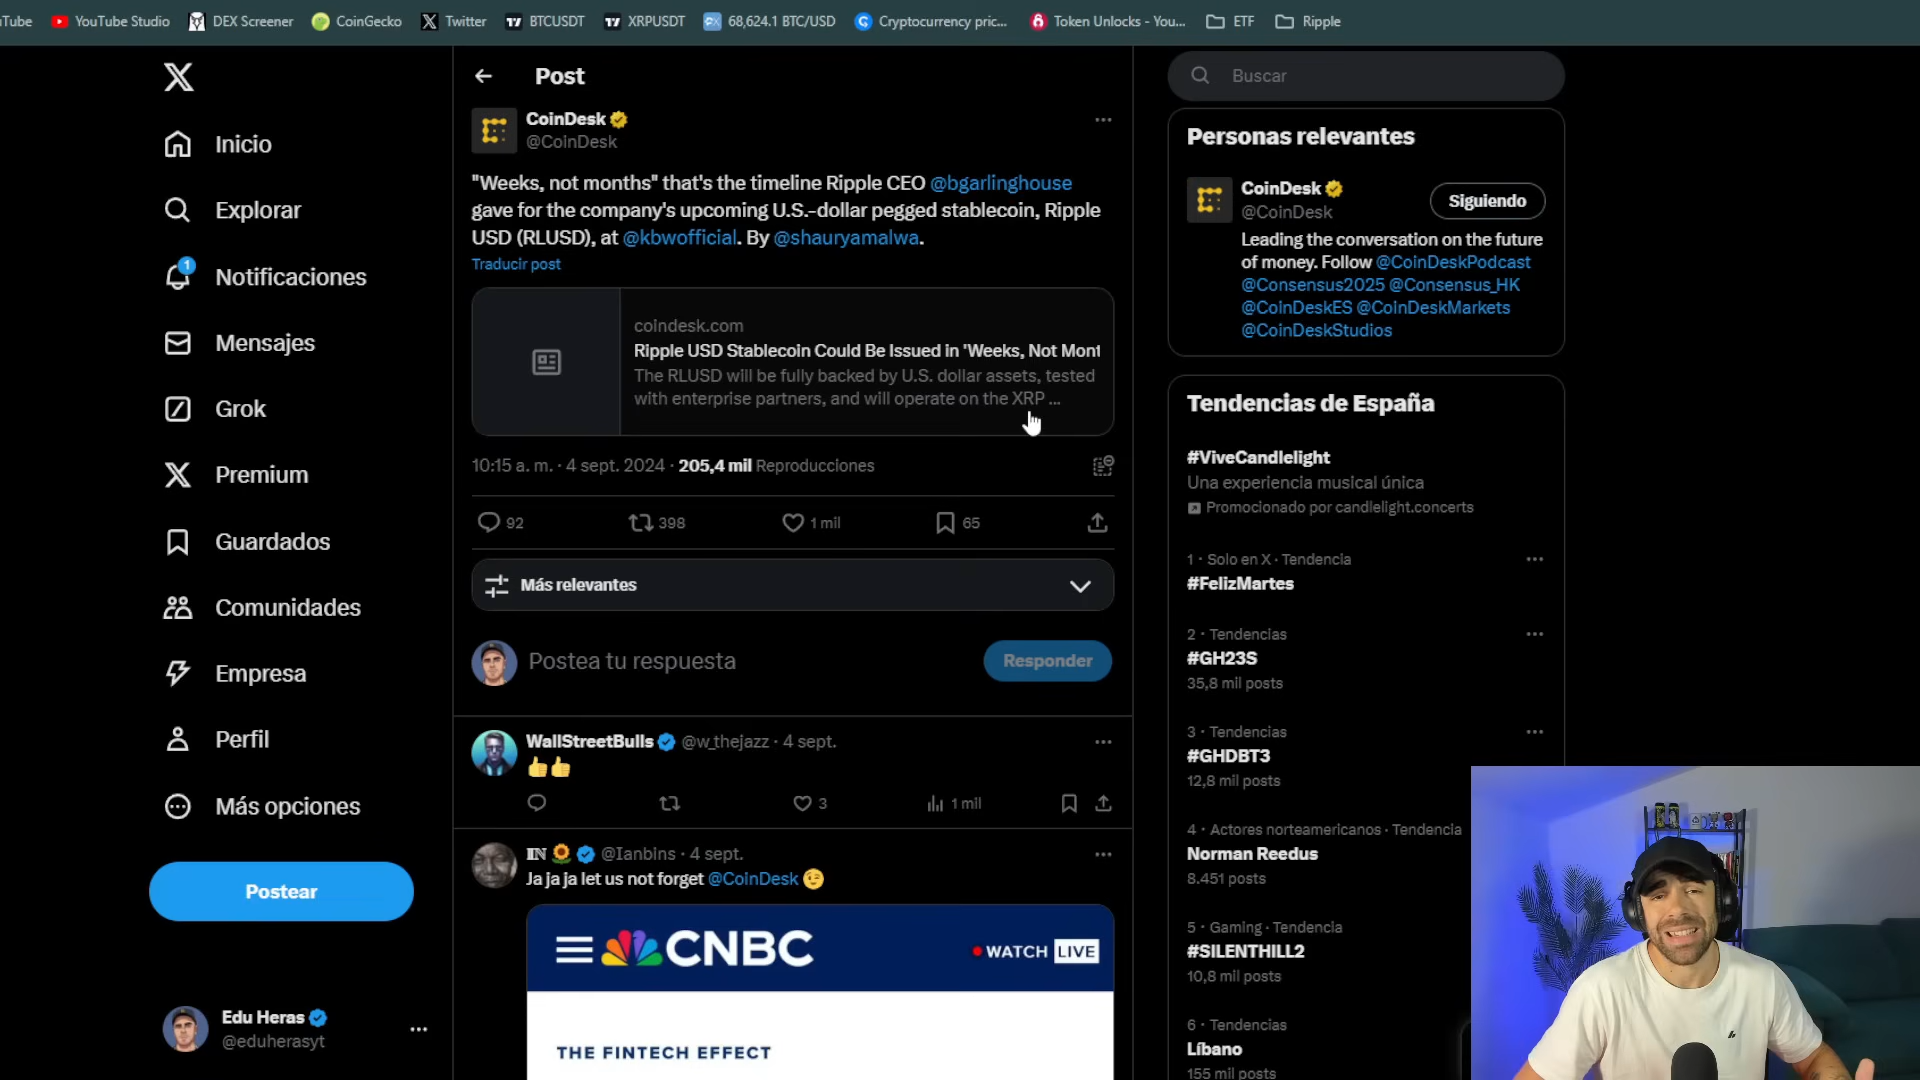 uTube
YouTube Studio
DEX Screener
CoinGecko
Twitter
BTCUSDT
XRPUSDT
68,624.1 BTC/USD
Cryptocurrency pric...
Token Unlocks - You...
ETF
Ripple
Inicio
Explorar
1
Notificaciones
Mensajes
Grok
Premium
Guardados
Comunidades
Empresa
Perfil
Más opciones
Postear
Edu Heras
@eduherasyt
Post
CoinDesk
@CoinDesk
"Weeks, not months" that's the timeline Ripple CEO @bgarlinghouse
gave for the company's upcoming U.S.-dollar pegged stablecoin, Ripple
USD (RLUSD), at @kbwofficial. By @shauryamalwa.
Traducir post
coindesk.com
Ripple USD Stablecoin Could Be Issued in 'Weeks, Not Mont
The RLUSD will be fully backed by U.S. dollar assets, tested
with enterprise partners, and will operate on the XRP ...
10:15 a. m. · 4 sept. 2024 · 205,4 mil Reproducciones
92
398
1 mil
65
Más relevantes
Postea tu respuesta
Responder
WallStreetBulls @w_thejazz · 4 sept.
👍👍
3
1 mil
IN 🌻 @Ianbins · 4 sept.
Ja ja ja let us not forget @CoinDesk 😉
CNBC
WATCH LIVE
THE FINTECH EFFECT
Buscar
Personas relevantes
CoinDesk
@CoinDesk
Siguiendo
Leading the conversation on the future
of money. Follow @CoinDeskPodcast
@Consensus2025 @Consensus_HK
@CoinDeskES @CoinDeskMarkets
@CoinDeskStudios
Tendencias de España
#ViveCandlelight
Una experiencia musical única
Promocionado por candlelight.concerts
1 · Solo en X · Tendencia
#FelizMartes
2 · Tendencias
#GH23S
35,8 mil posts
3 · Tendencias
#GHDBT3
12,8 mil posts
4 · Actores norteamericanos · Tendencia
Norman Reedus
8.451 posts
5 · Gaming · Tendencia
#SILENTHILL2
10,8 mil posts
6 · Tendencias
Líbano
155 mil posts